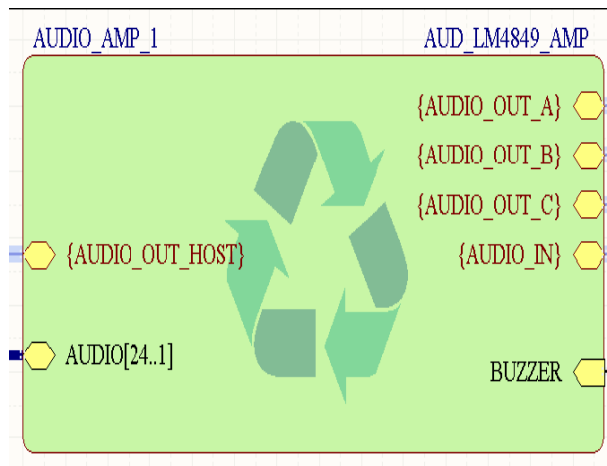 AUDIO_AMP_1
AUD_LM4849_AMP
{AUDIO_OUT_A}
{AUDIO_OUT_B}
{AUDIO_OUT_C}
{AUDIO_OUT_HOST}
{AUDIO_IN}
AUDIO[24..1]
BUZZER